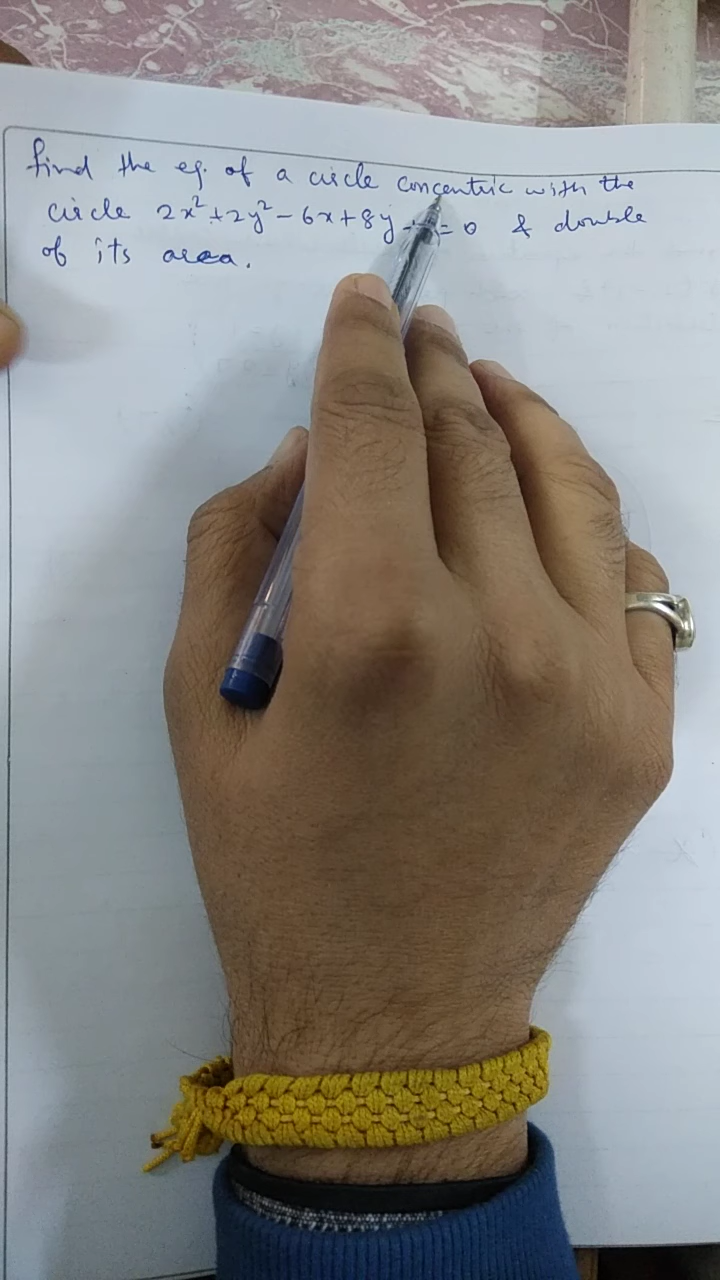 find the eq. of a circle concentric with the
circle 2x²+2y²-6x+8y + = 0 & double
of its area.